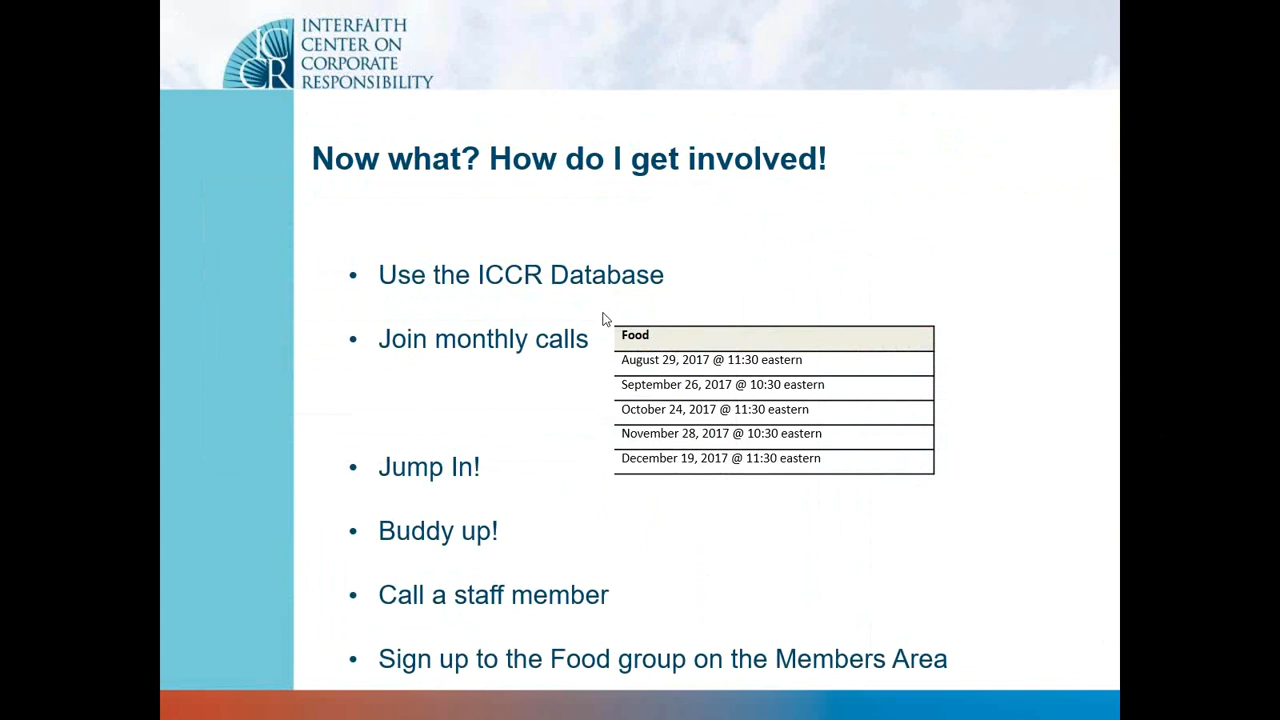 ICCR
INTERFAITH
CENTER ON
CORPORATE
RESPONSIBILITY
Now what? How do I get involved!
• Use the ICCR Database
• Join monthly calls
Food
August 29, 2017 @ 11:30 eastern
September 26, 2017 @ 10:30 eastern
October 24, 2017 @ 11:30 eastern
November 28, 2017 @ 10:30 eastern
December 19, 2017 @ 11:30 eastern
• Jump In!
• Buddy up!
• Call a staff member
• Sign up to the Food group on the Members Area